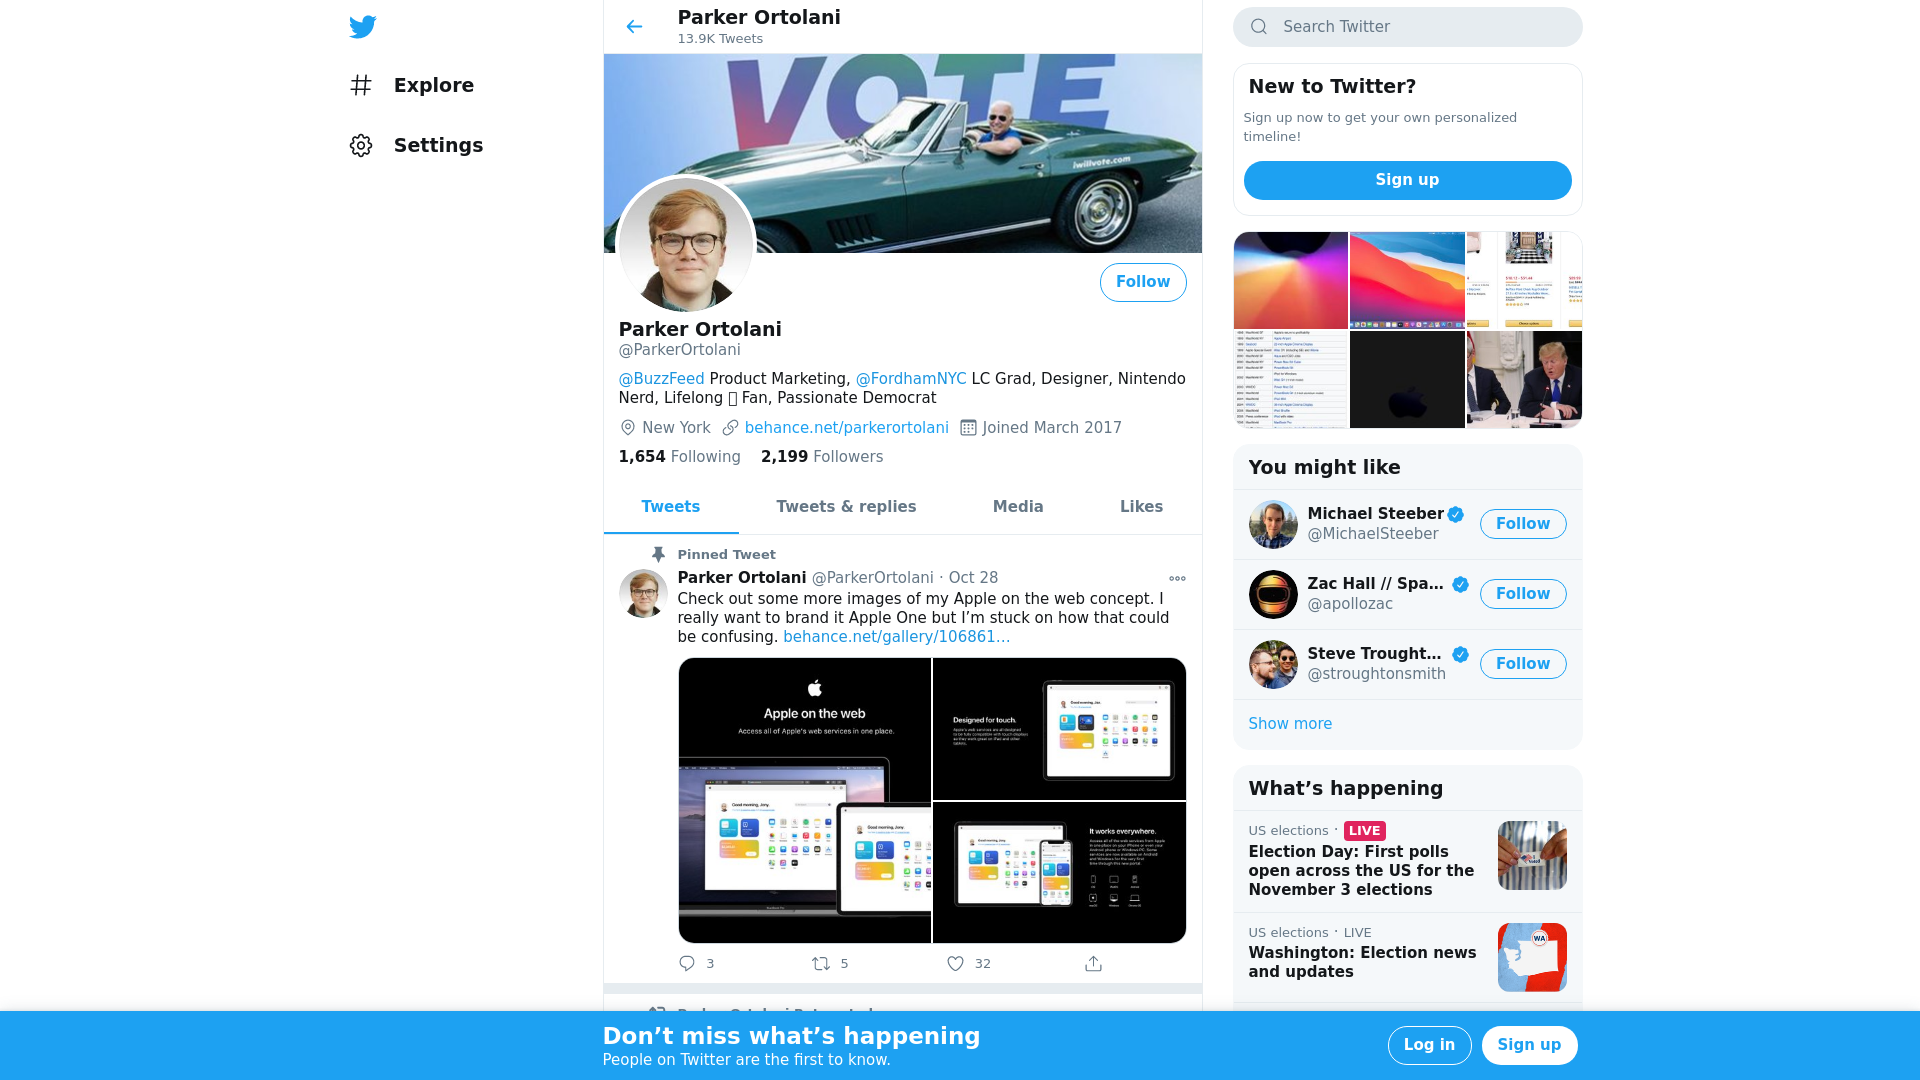 Explore
Settings
Parker Ortolani
13.9K Tweets
VOTE
iwillvote.com
Follow
Parker Ortolani
@ParkerOrtolani
@BuzzFeed Product Marketing, @FordhamNYC LC Grad, Designer, Nintendo
Nerd, Lifelong Fan, Passionate Democrat
New York behance.net/parkerortolani Joined March 2017
1,654 Following 2,199 Followers
Tweets Tweets & replies Media Likes
Pinned Tweet
Parker Ortolani @ParkerOrtolani · Oct 28
Check out some more images of my Apple on the web concept. I
really want to brand it Apple One but I’m stuck on how that could
be confusing. behance.net/gallery/106861…
Apple on the web
Access all of Apple's web services in one place.
Good morning, Jony.
Good morning, Jony.
Designed for touch.
It works everywhere.
3 5 32
Search Twitter
New to Twitter?
Sign up now to get your own personalized
timeline!
Sign up
You might like
Michael Steeber
@MichaelSteeber
Follow
Zac Hall // Spa…
@apollozac
Follow
Steve Trought…
@stroughtonsmith
Follow
Show more
What’s happening
US elections · LIVE
Election Day: First polls
open across the US for the
November 3 elections
US elections · LIVE
Washington: Election news
and updates
WA
Don’t miss what’s happening
People on Twitter are the first to know.
Log in
Sign up